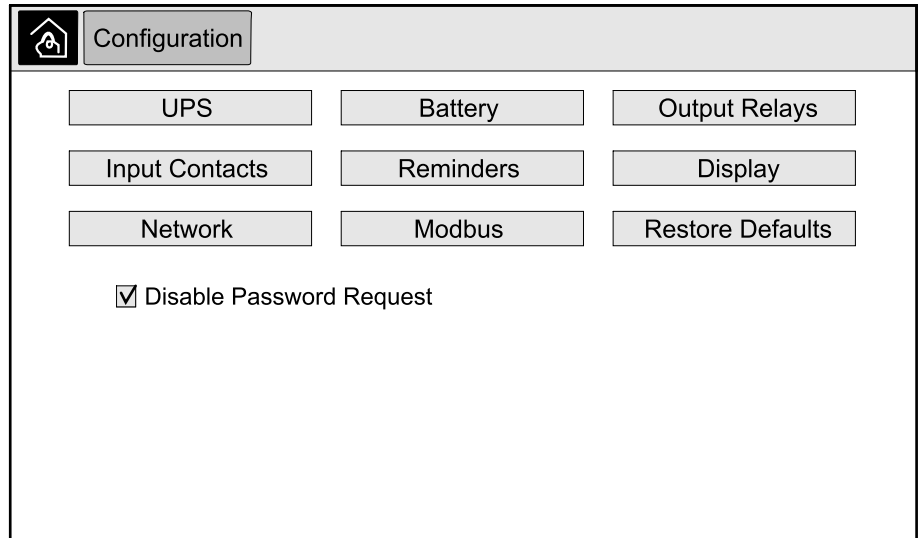 Configuration
UPS
Battery
Output Relays
Input Contacts
Reminders
Display
Network
Modbus
Restore Defaults
Disable Password Request